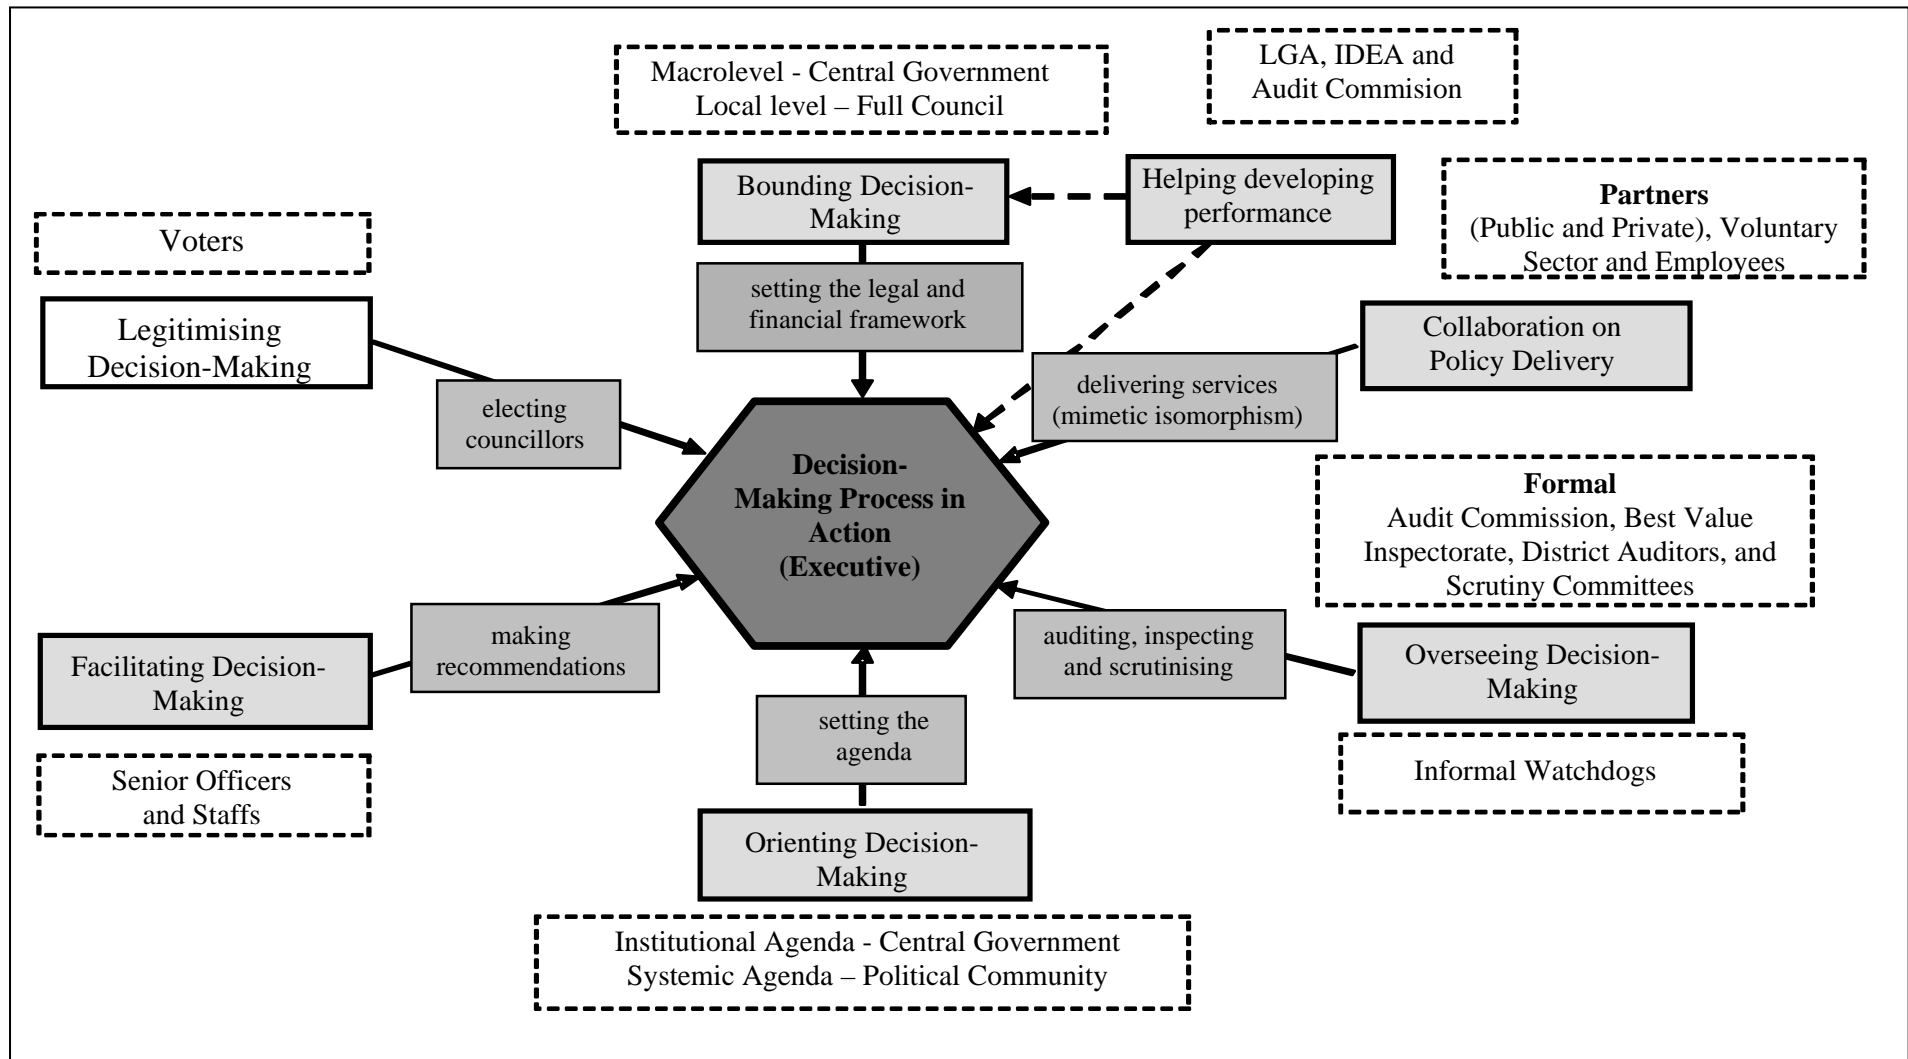 Macrolevel - Central Government
Local level – Full Council
LGA, IDEA and
Audit Commision
Bounding Decision-
Making
Helping developing
performance
Partners
(Public and Private), Voluntary
Sector and Employees
Voters
Legitimising
Decision-Making
setting the legal and
financial framework
Collaboration on
Policy Delivery
electing
councillors
delivering services
(mimetic isomorphism)
Decision-
Making Process in
Action
(Executive)
Formal
Audit Commission, Best Value
Inspectorate, District Auditors, and
Scrutiny Committees
making
recommendations
auditing, inspecting
and scrutinising
Facilitating Decision-
Making
Overseeing Decision-
Making
setting the
agenda
Senior Officers
and Staffs
Informal Watchdogs
Orienting Decision-
Making
Institutional Agenda - Central Government
Systemic Agenda – Political Community